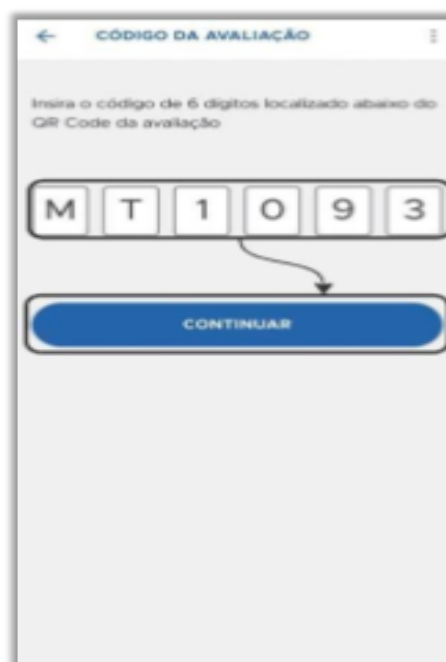 CÓDIGO DA AVALIAÇÃO
Insira o código de 6 dígitos localizado abaixo do
QR Code da avaliação
M T 1 0 9 3
CONTINUAR